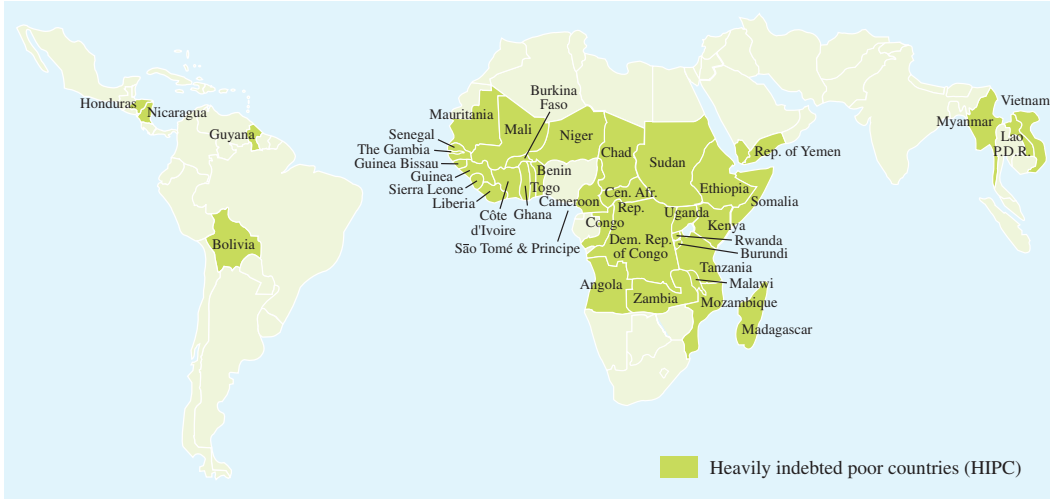 Honduras
Nicaragua
Guyana
Bolivia
Burkina
Faso
Mauritania
Mali
Niger
Chad
Sudan
Senegal
The Gambia
Guinea Bissau
Guinea
Sierra Leone
Liberia
Côte
d'Ivoire
Ghana
Togo
Benin
Cameroon
São Tomé & Principe
Cen. Afr.
Rep.
Congo
Dem. Rep.
of Congo
Uganda
Ethiopia
Somalia
Kenya
Rwanda
Burundi
Tanzania
Malawi
Angola
Zambia
Mozambique
Madagascar
Rep. of Yemen
Myanmar
Vietnam
Lao
P.D.R.
Heavily indebted poor countries (HIPC)